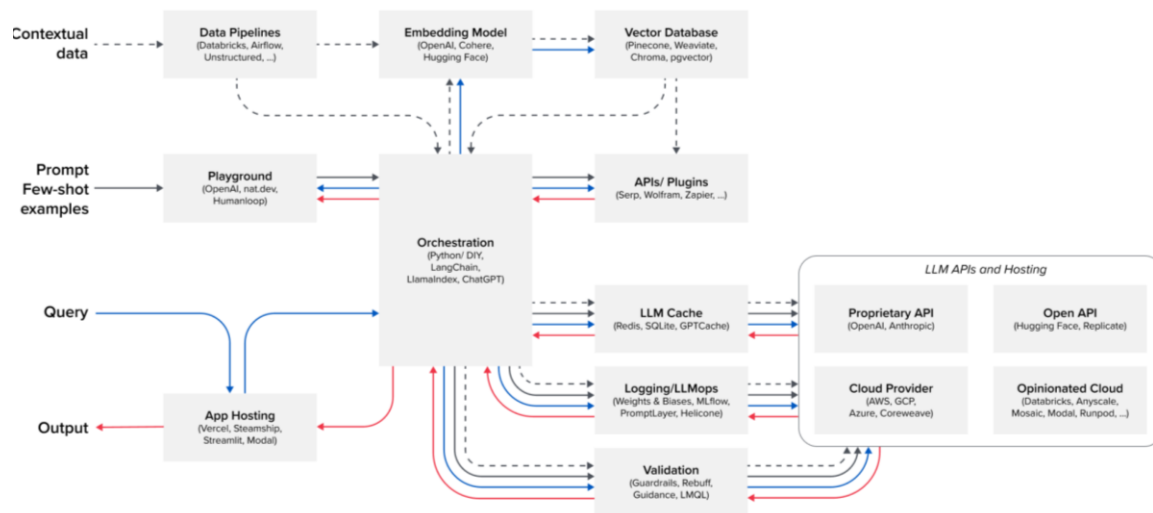 Contextual
data
Data Pipelines
(Databricks, Airflow,
Unstructured, ...)
Embedding Model
(OpenAI, Cohere,
Hugging Face)
Vector Database
(Pinecone, Weaviate,
Chroma, pgvector)
Prompt
Few-shot
examples
Playground
(OpenAI, nat.dev,
Humanloop)
Orchestration
(Python/ DIY,
LangChain,
LlamaIndex, ChatGPT)
APIs/ Plugins
(Serp, Wolfram, Zapier, ...)
Query
LLM Cache
(Redis, SQLite, GPTCache)
Logging/LLMops
(Weights & Biases, MLflow,
PromptLayer, Helicone)
Validation
(Guardrails, Rebuff,
Guidance, LMQL)
LLM APIs and Hosting
Proprietary API
(OpenAI, Anthropic)
Open API
(Hugging Face, Replicate)
Cloud Provider
(AWS, GCP,
Azure, Coreweave)
Opinionated Cloud
(Databricks, Anyscale,
Mosaic, Modal, Runpod, ...)
App Hosting
(Vercel, Steamship,
Streamlit, Modal)
Output